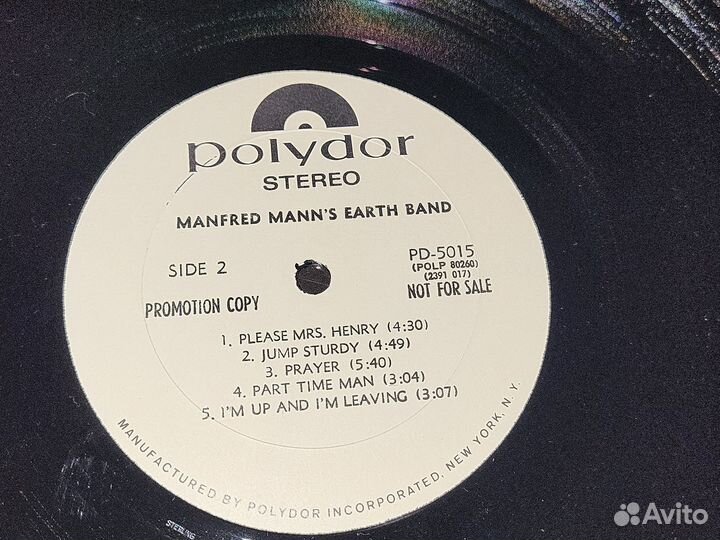 polydor
STEREO
MANFRED MANN'S EARTH BAND
SIDE 2
PD-5015
(POLP 80260)
(2391 017)
PROMOTION COPY
NOT FOR SALE
1. PLEASE MRS. HENRY (4:30)
2. JUMP STURDY (4:49)
3. PRAYER (5:40)
4. PART TIME MAN (3:04)
5. I'M UP AND I'M LEAVING (3:07)
MANUFACTURED BY POLYDOR INCORPORATED, NEW YORK, N. Y.
STERLING
Avito